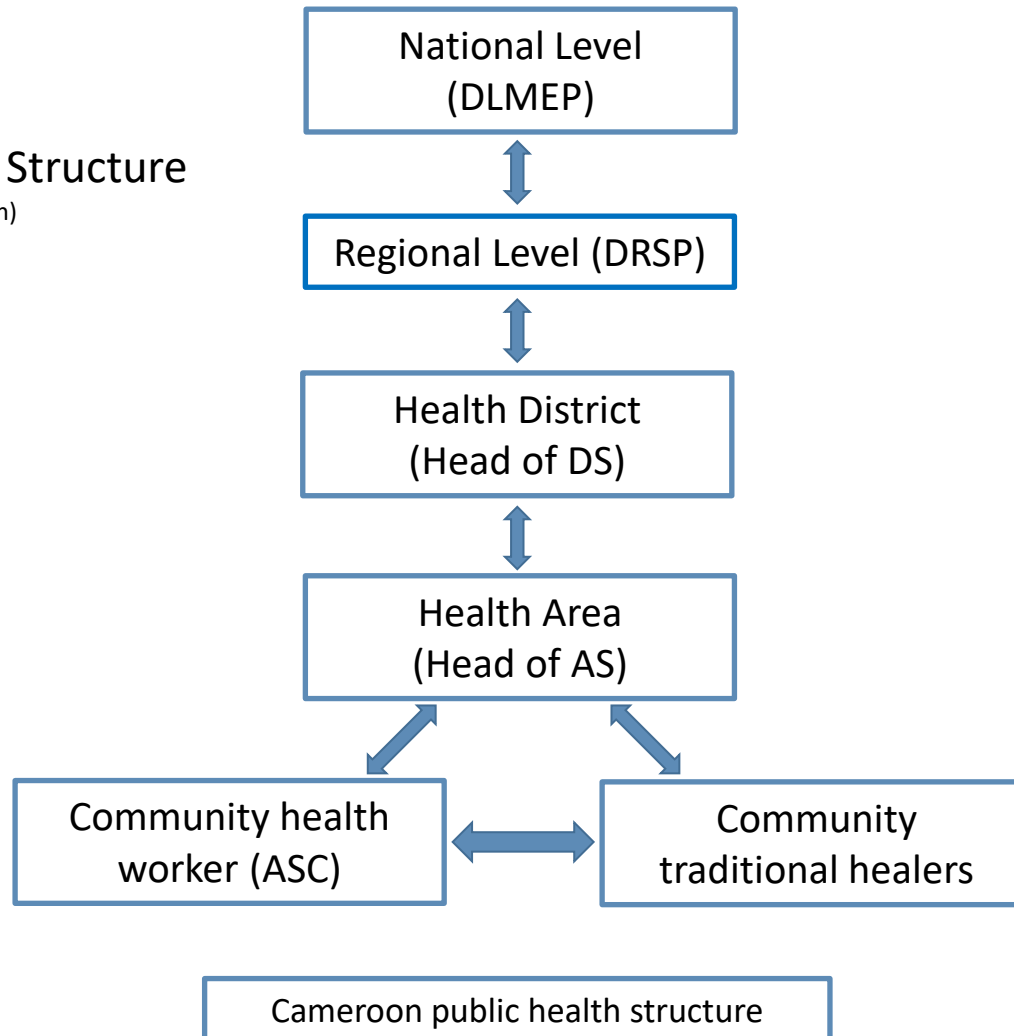 National Level
(DLMEP)
Structure
Regional Level (DRSP)
Health District
(Head of DS)
Health Area
(Head of AS)
Community health
worker (ASC)
Community
traditional healers
Cameroon public health structure